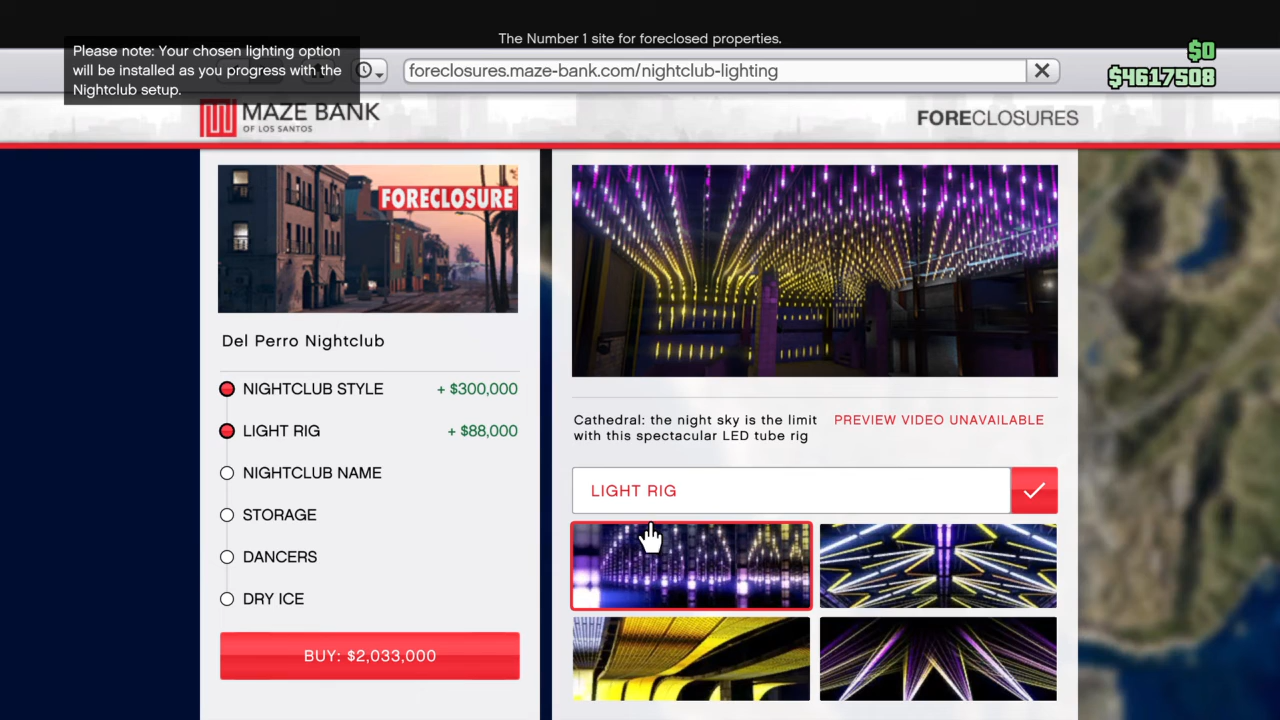 The Number 1 site for foreclosed properties.
Please note: Your chosen lighting option
will be installed as you progress with the
Nightclub setup.
$0
$4617508
foreclosures.maze-bank.com/nightclub-lighting
MAZE BANK
OF LOS SANTOS
FORECLOSURES
FORECLOSURE
Del Perro Nightclub
NIGHTCLUB STYLE + $300,000
LIGHT RIG + $88,000
NIGHTCLUB NAME
STORAGE
DANCERS
DRY ICE
BUY: $2,033,000
Cathedral: the night sky is the limit
with this spectacular LED tube rig
PREVIEW VIDEO UNAVAILABLE
LIGHT RIG